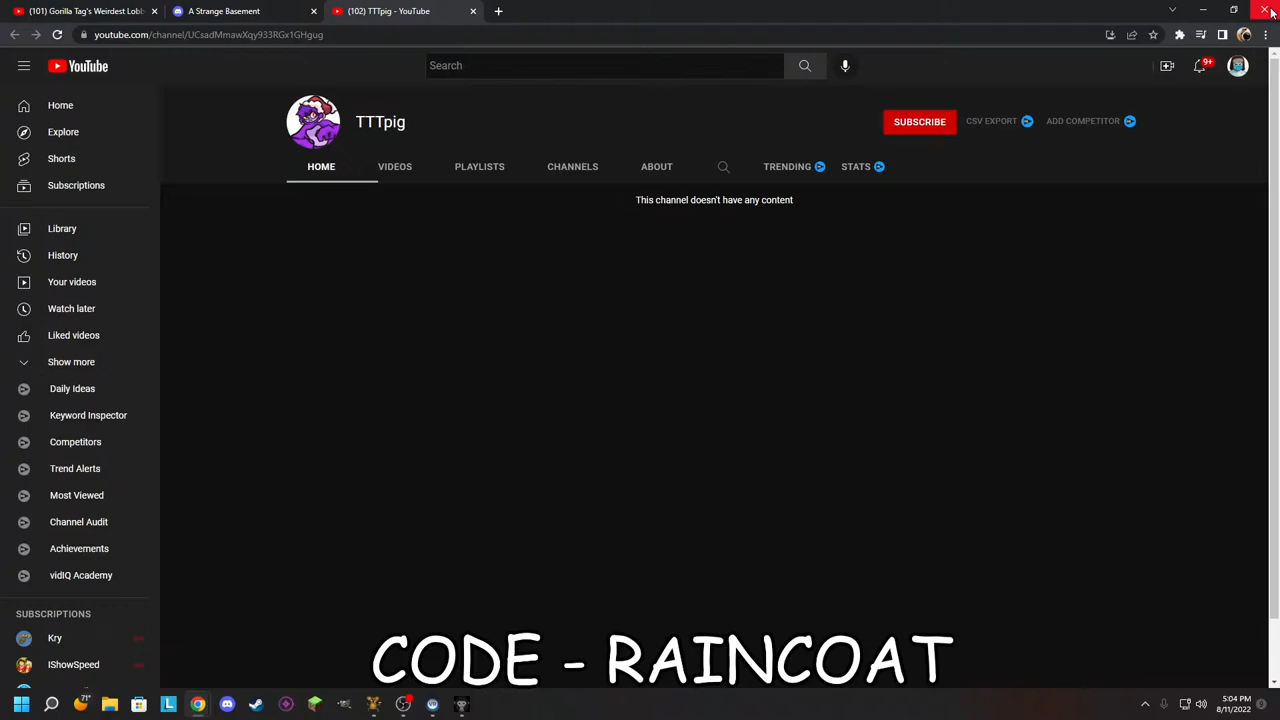 (101) Gorilla Tag's Weirdest Lobb
A Strange Basement
(102) TTTpig - YouTube
youtube.com/channel/UCsadMmawXqy933RGx1GHgug
YouTube
Search
9+
TTTpig
SUBSCRIBE
CSV EXPORT
ADD COMPETITOR
HOME
VIDEOS
PLAYLISTS
CHANNELS
ABOUT
TRENDING
STATS
This channel doesn't have any content
Home
Explore
Shorts
Subscriptions
Library
History
Your videos
Watch later
Liked videos
Show more
Daily Ideas
Keyword Inspector
Competitors
Trend Alerts
Most Viewed
Channel Audit
Achievements
vidIQ Academy
SUBSCRIPTIONS
Kry
IShowSpeed
CODE - RAINCOAT
71°
L
5:04 PM
8/11/2022